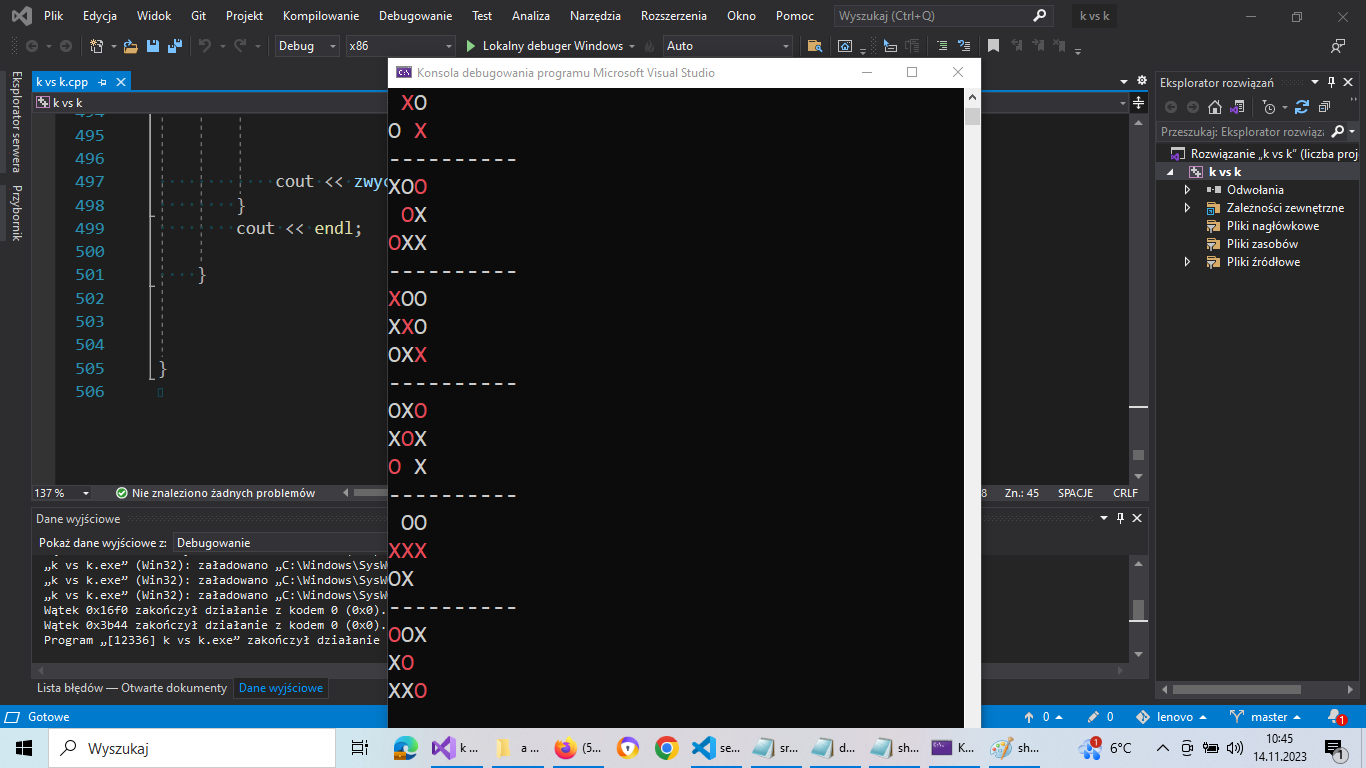 Plik Edycja Widok Git Projekt Kompilowanie Debugowanie Test Analiza Narzędzia Rozszerzenia Okno Pomoc Wyszukaj (Ctrl+Q) k vs k
Debug x86 Lokalny debuger Windows Auto
Eksplorator serwera
Przybornik
k vs k.cpp
k vs k
494
495
496
497 cout << zwyc
498 }
499 cout << endl;
500
501 }
502
503
504
505 }
506
137 % Nie znaleziono żadnych problemów
8 Zn.: 45 SPACJE CRLF
Dane wyjściowe
Pokaż dane wyjściowe z: Debugowanie
„k vs k.exe” (Win32): załadowano „C:\Windows\SysW
„k vs k.exe” (Win32): załadowano „C:\Windows\SysW
„k vs k.exe” (Win32): załadowano „C:\Windows\SysW
Wątek 0x16f0 zakończył działanie z kodem 0 (0x0).
Wątek 0x3b44 zakończył działanie z kodem 0 (0x0).
Program „[12336] k vs k.exe” zakończył działanie
Lista błędów — Otwarte dokumenty Dane wyjściowe
Konsola debugowania programu Microsoft Visual Studio
 XO
O X
----------
XOO
 OX
OXX
----------
XOO
XXO
OXX
----------
OXO
XOX
O X
----------
 OO
XXX
OX
----------
OOX
XO
XXO
Eksplorator rozwiązań
Przeszukaj: Eksplorator rozwiąza
Rozwiązanie „k vs k” (liczba proj
k vs k
Odwołania
Zależności zewnętrzne
Pliki nagłówkowe
Pliki zasobów
Pliki źródłowe
Gotowe 0 0 lenovo master 1
Wyszukaj k ... a ... (5... se... sr... d... sh... K... sh... 1 6°C 10:45
14.11.2023 1